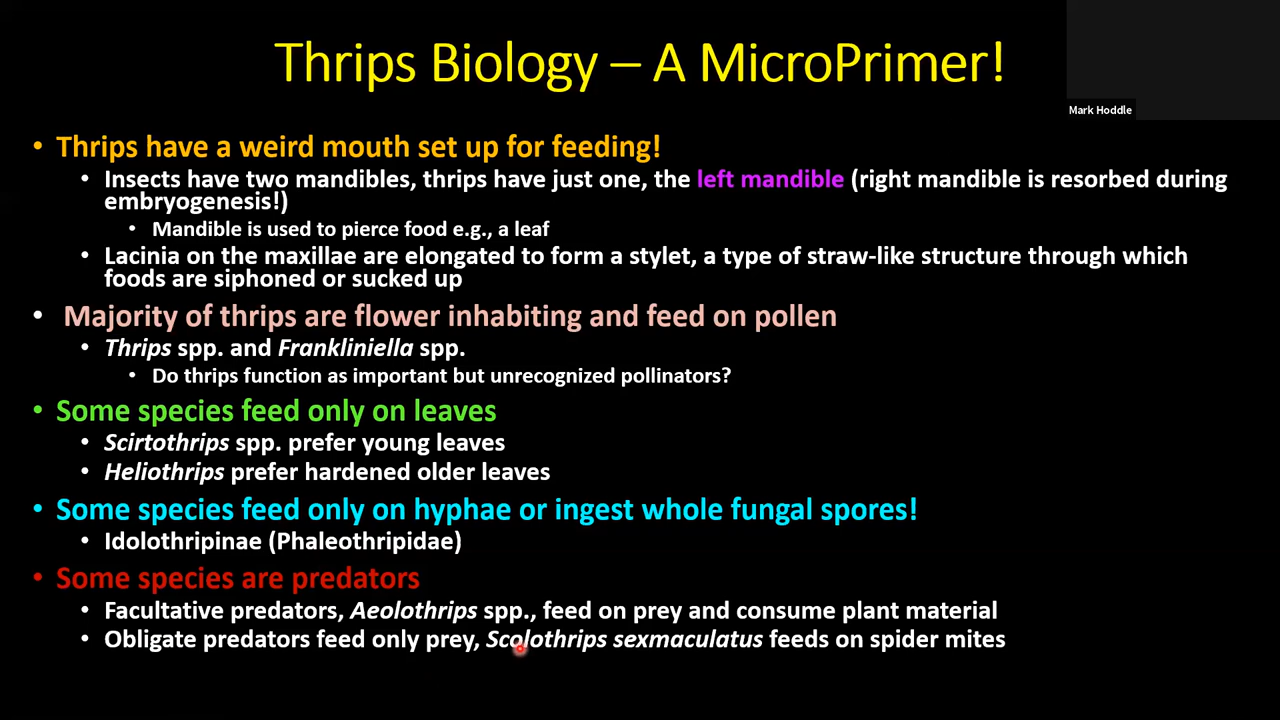 Thrips Biology – A MicroPrimer!
Mark Hoddle
• Thrips have a weird mouth set up for feeding!
• Insects have two mandibles, thrips have just one, the left mandible (right mandible is resorbed during
embryogenesis!)
• Mandible is used to pierce food e.g., a leaf
• Lacinia on the maxillae are elongated to form a stylet, a type of straw-like structure through which
foods are siphoned or sucked up
• Majority of thrips are flower inhabiting and feed on pollen
• Thrips spp. and Frankliniella spp.
• Do thrips function as important but unrecognized pollinators?
• Some species feed only on leaves
• Scirtothrips spp. prefer young leaves
• Heliothrips prefer hardened older leaves
• Some species feed only on hyphae or ingest whole fungal spores!
• Idolothripinae (Phaleothripidae)
• Some species are predators
• Facultative predators, Aeolothrips spp., feed on prey and consume plant material
• Obligate predators feed only prey, Scolothrips sexmaculatus feeds on spider mites